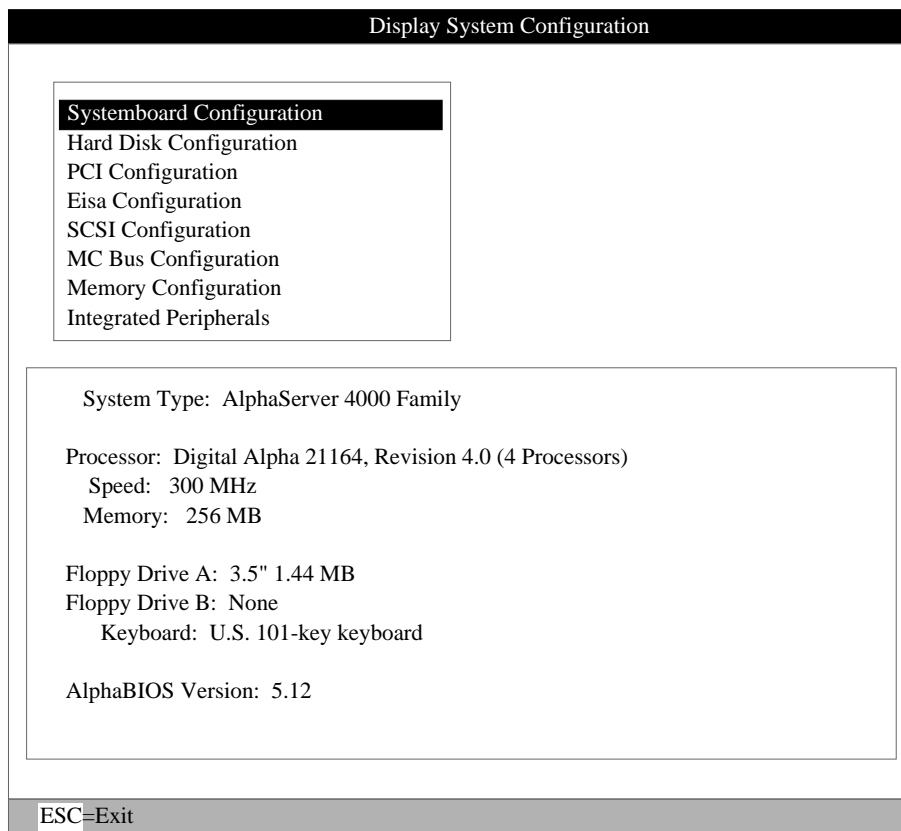 Display System Configuration
Systemboard Configuration
Hard Disk Configuration
PCI Configuration
Eisa Configuration
SCSI Configuration
MC Bus Configuration
Memory Configuration
Integrated Peripherals
System Type: AlphaServer 4000 Family
Processor: Digital Alpha 21164, Revision 4.0 (4 Processors)
Speed: 300 MHz
Memory: 256 MB
Floppy Drive A: 3.5" 1.44 MB
Floppy Drive B: None
Keyboard: U.S. 101-key keyboard
AlphaBIOS Version: 5.12
ESC=Exit